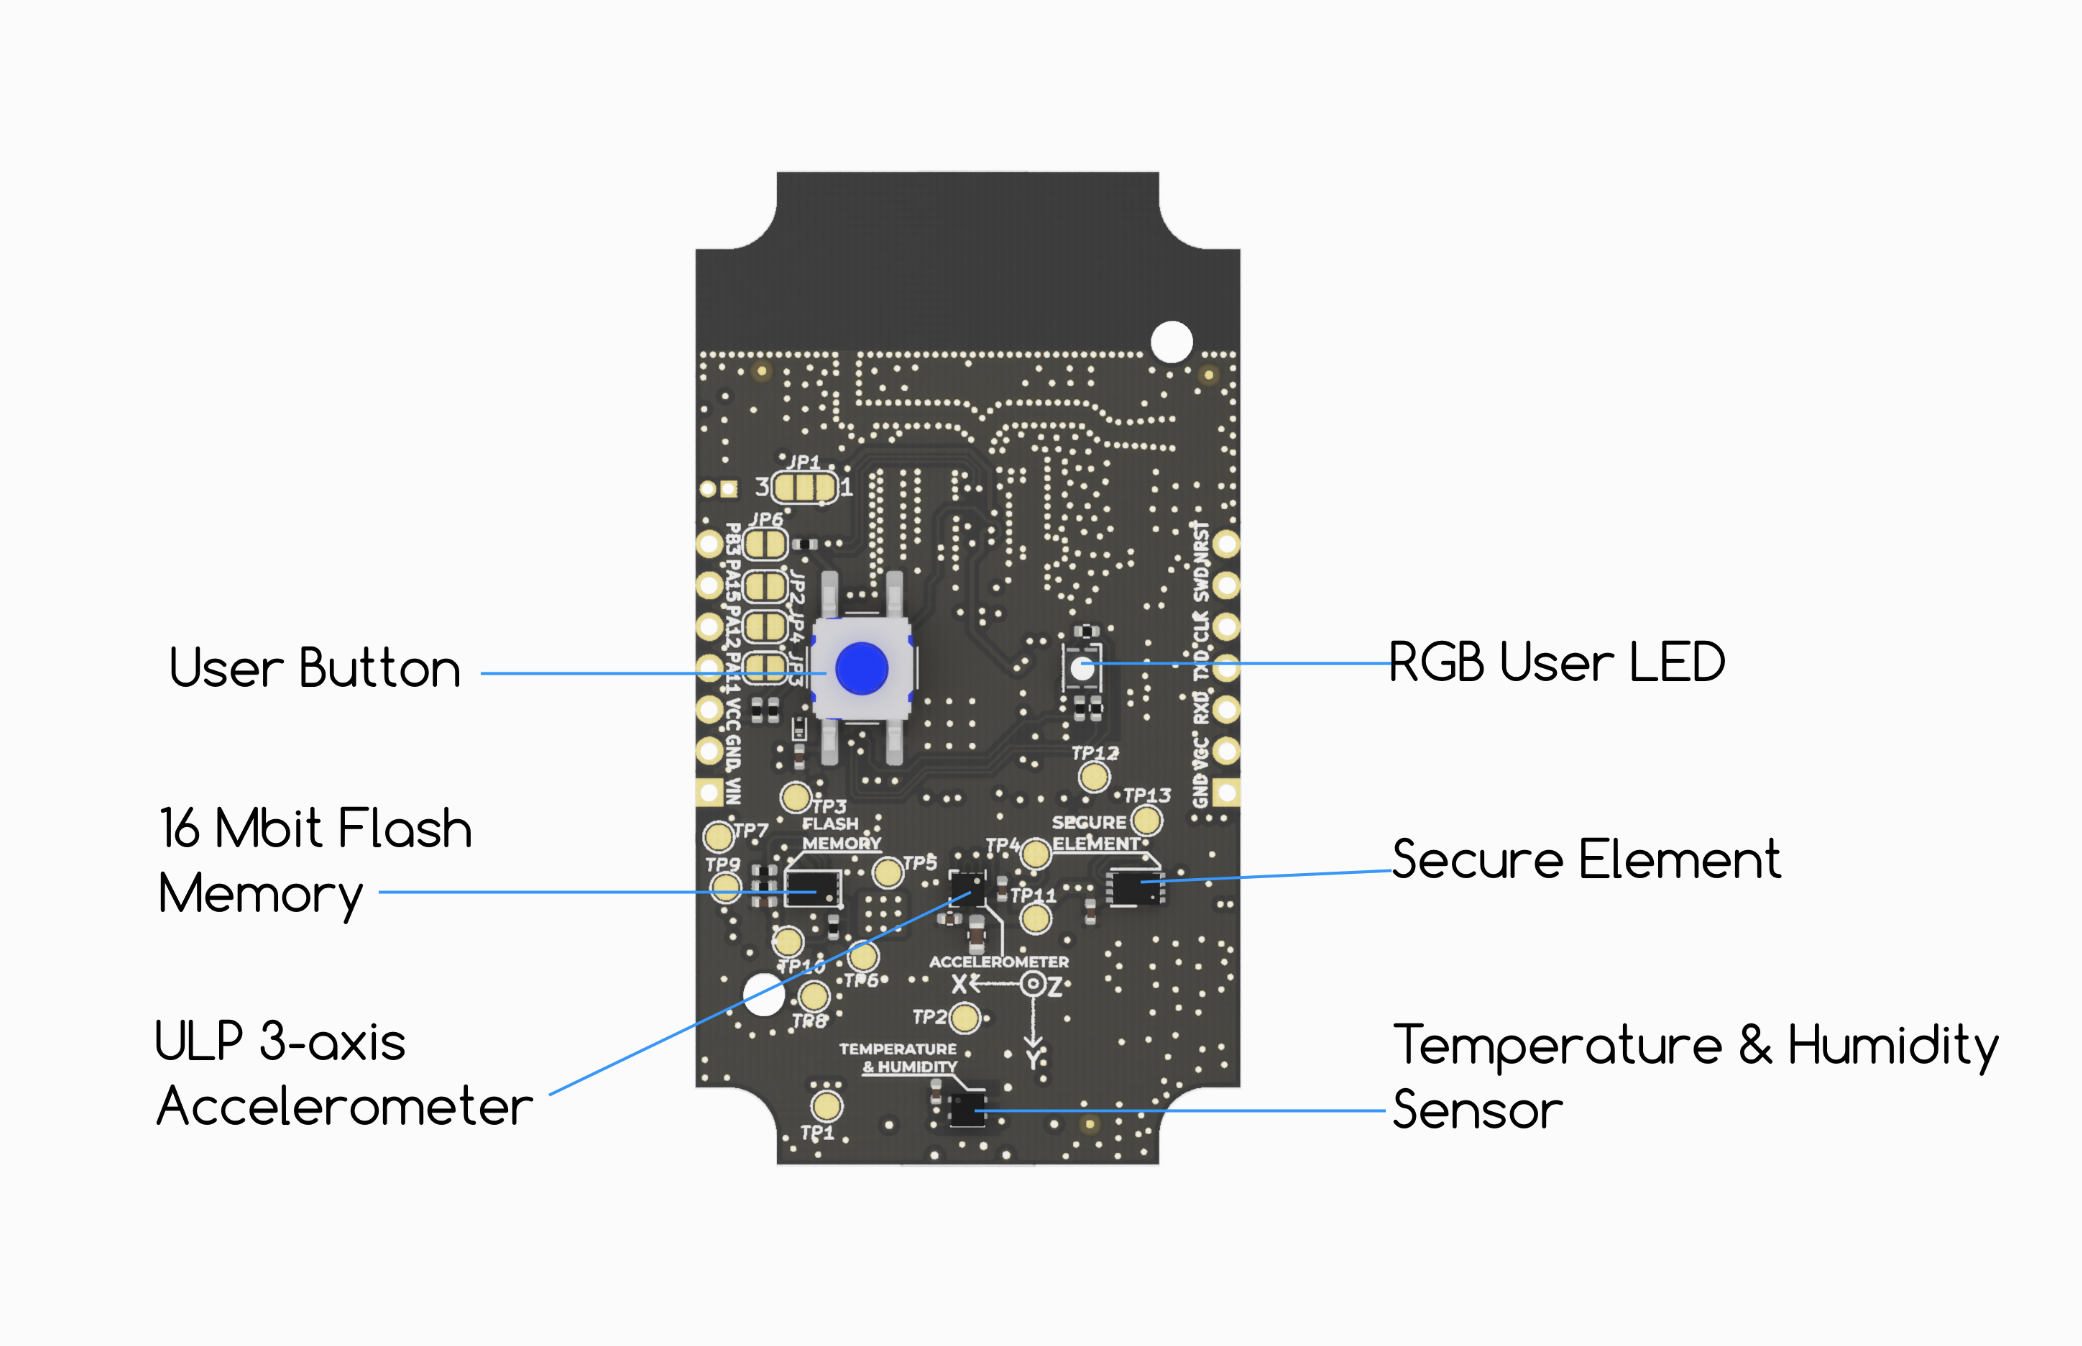 JP1
3 1
JP6
PB3
PA15
JP2
PA12
JP4
PA11
JP3
VCC
GND
VIN
NRST
SWD
CLK
TXD
RXD
VCC
GND
User Button
RGB User LED
TP12
TP3
TP13
FLASH
MEMORY
SECURE
ELEMENT
TP7
TP4
TP5
TP9
TP11
16 Mbit Flash
Memory
Secure Element
TP10
TP6
ACCELEROMETER
X Z
Y
TP8
TP2
TEMPERATURE
& HUMIDITY
ULP 3-axis
Accelerometer
Temperature & Humidity
Sensor
TP1